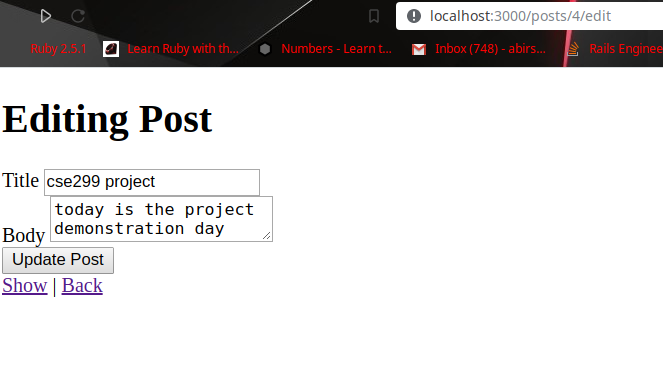 localhost:3000/posts/4/edit
Ruby 2.5.1 Learn Ruby with th... Numbers - Learn t... Inbox (748) - abirs... Rails Enginee
Editing Post
Title cse299 project
today is the project
demonstration day
Body
Update Post
Show | Back